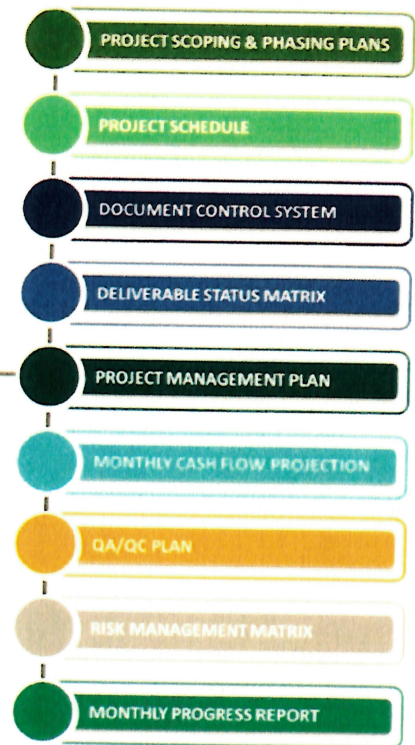 PROJECT SCOPING & PHASING PLANS
PROJECT SCHEDULE
DOCUMENT CONTROL SYSTEM
DELIVERABLE STATUS MATRIX
PROJECT MANAGEMENT PLAN
MONTHLY CASH FLOW PROJECTION
QA/QC PLAN
RISK MANAGEMENT MATRIX
MONTHLY PROGRESS REPORT